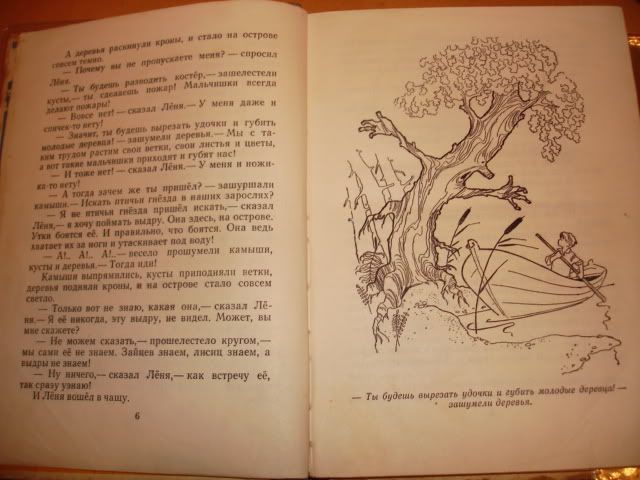 А деревья раскинули кроны, и стало на острове
совсем темно.
— Почему вы не пропускаете меня? — спросил
Лёня.
— Ты будешь разводить костёр, — зашелестели
кусты, — ты сделаешь пожар! Мальчишки всегда
делают пожары!
— Вовсе нет! — сказал Лёня. — У меня даже и
спичек-то нету!
— Значит, ты будешь вырезать удочки и губить
молодые деревца! — зашумели деревья. — Мы с та-
ким трудом растим свои ветки, свои листья и цветы,
а вот такие мальчишки приходят и губят нас!
— И тоже нет! — сказал Лёня. — У меня и ножи-
ка-то нету!
— А тогда зачем же ты пришёл? — зашуршали
камыши. — Искать птичьи гнёзда в наших зарослях?
— Я не птичьи гнёзда пришёл искать, — сказал
Лёня, — я хочу поймать выдру. Она здесь, на острове.
Утки боятся её. И правильно, что боятся. Она ведь
хватает их за ноги и утаскивает под воду!
— А!.. А!.. А!.. — весело прошумели камыши,
кусты и деревья. — Тогда иди!
Камыши выпрямились, кусты приподняли ветки,
деревья подняли кроны, и на острове стало совсем
светло.
— Только вот не знаю, какая она, — сказал Лё-
ня. — Я её никогда, эту выдру, не видел. Может, вы
мне скажете?
— Не можем сказать, — прошелестело кругом, —
мы сами её не знаем. Зайцев знаем, лисиц знаем, а
выдры не знаем!
— Ну ничего, — сказал Лёня, — как встречу её,
так сразу узнаю!
И Лёня вошёл в чащу.
6
— Ты будешь вырезать удочки и губить молодые деревца! —
зашумели деревья.